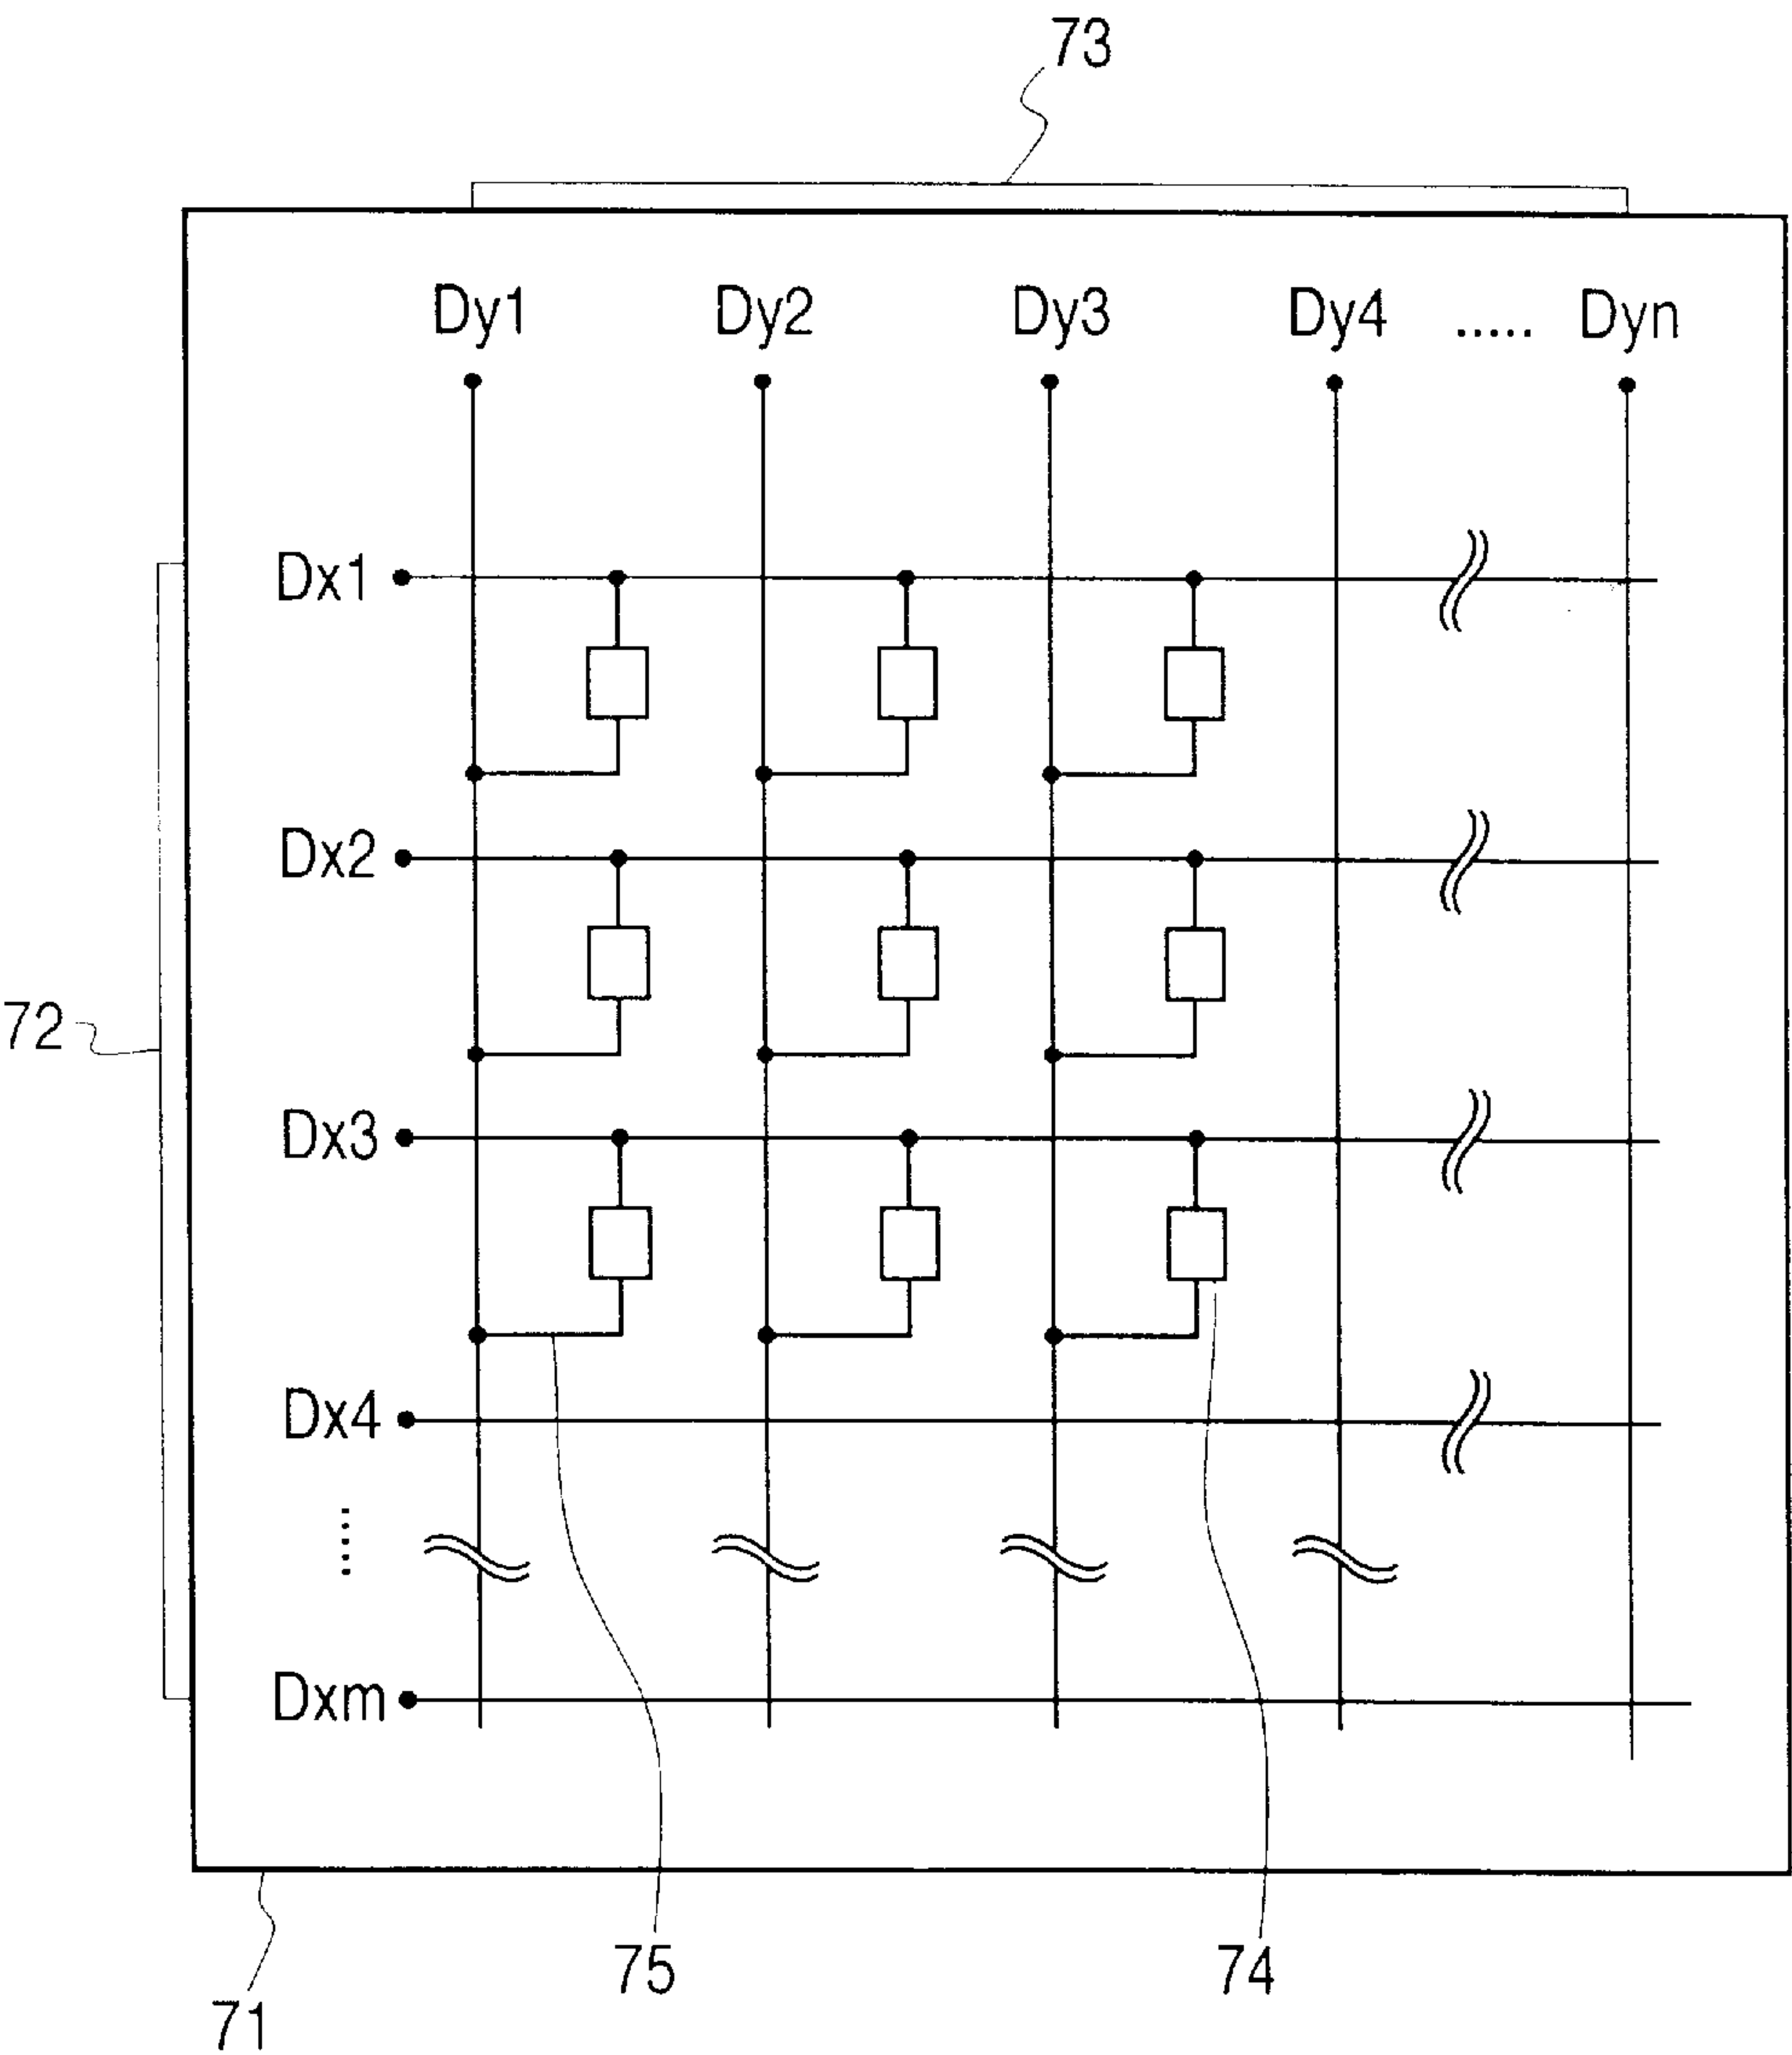 73
Dy1 Dy2 Dy3 Dy4 ..... Dyn
Dx1
Dx2
72
Dx3
Dx4
.....
Dxm
75 74
71